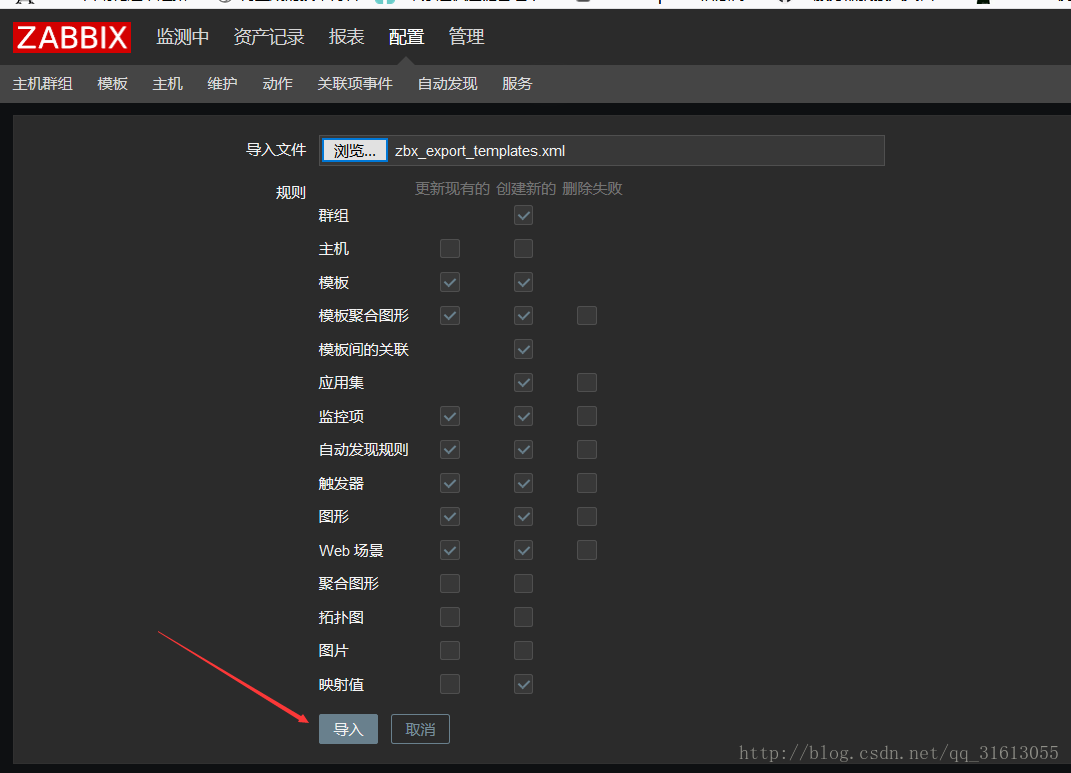 ZABBIX 监测中 资产记录 报表 配置 管理
主机群组 模板 主机 维护 动作 关联项事件 自动发现 服务
导入文件 浏览... zbx_export_templates.xml
规则 更新现有的 创建新的 删除失败
群组
主机
模板
模板聚合图形
模板间的关联
应用集
监控项
自动发现规则
触发器
图形
Web 场景
聚合图形
拓扑图
图片
映射值
导入 取消
http://blog.csdn.net/qq_31613055